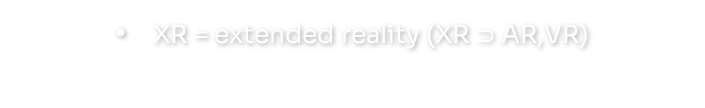 • XR = extended reality (XR ⊃ AR,VR)